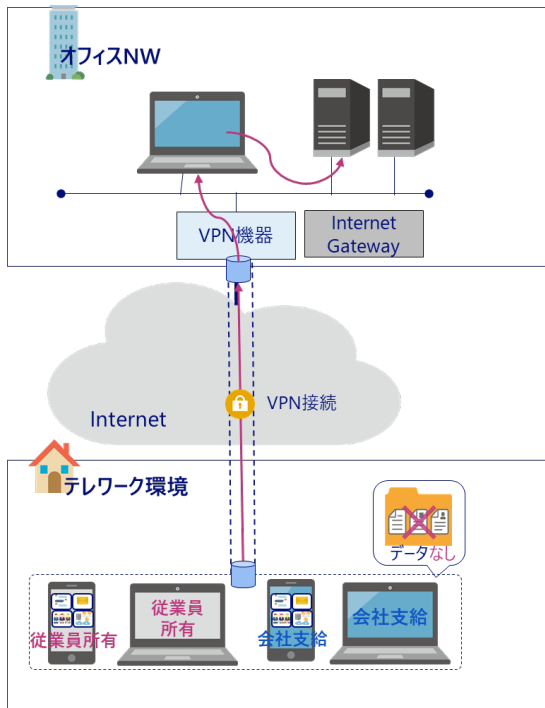 オフィスNW
VPN機器
Internet
Gateway
VPN接続
Internet
テレワーク環境
データなし
従業員所有
従業員
所有
会社支給
会社支給